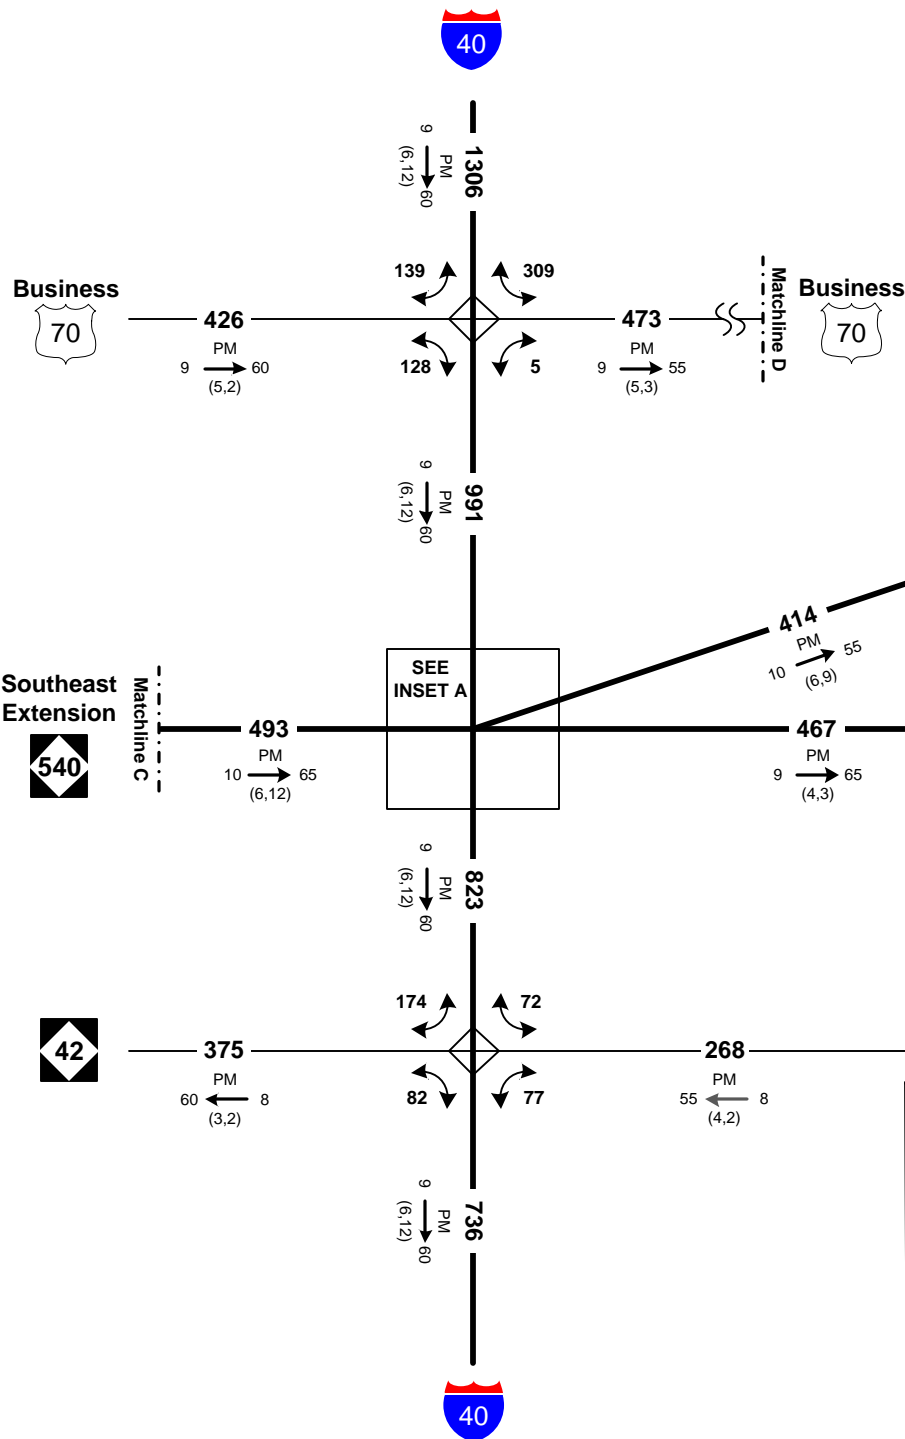 40
9
PM
(6,12)
60
1306
139
309
Business
70
426
PM
9 60
(5,2)
128
5
473
PM
9 55
(5,3)
Matchline D
Business
70
9
PM
(6,12)
60
991
414
PM
10 55
(6,9)
SEE
INSET A
Southeast
Extension
540
Matchline C
493
PM
10 65
(6,12)
467
PM
9 65
(4,3)
9
PM
(6,12)
60
823
174
72
42
375
PM
60 8
(3,2)
82
77
268
PM
55 8
(4,2)
9
PM
(6,12)
60
736
40